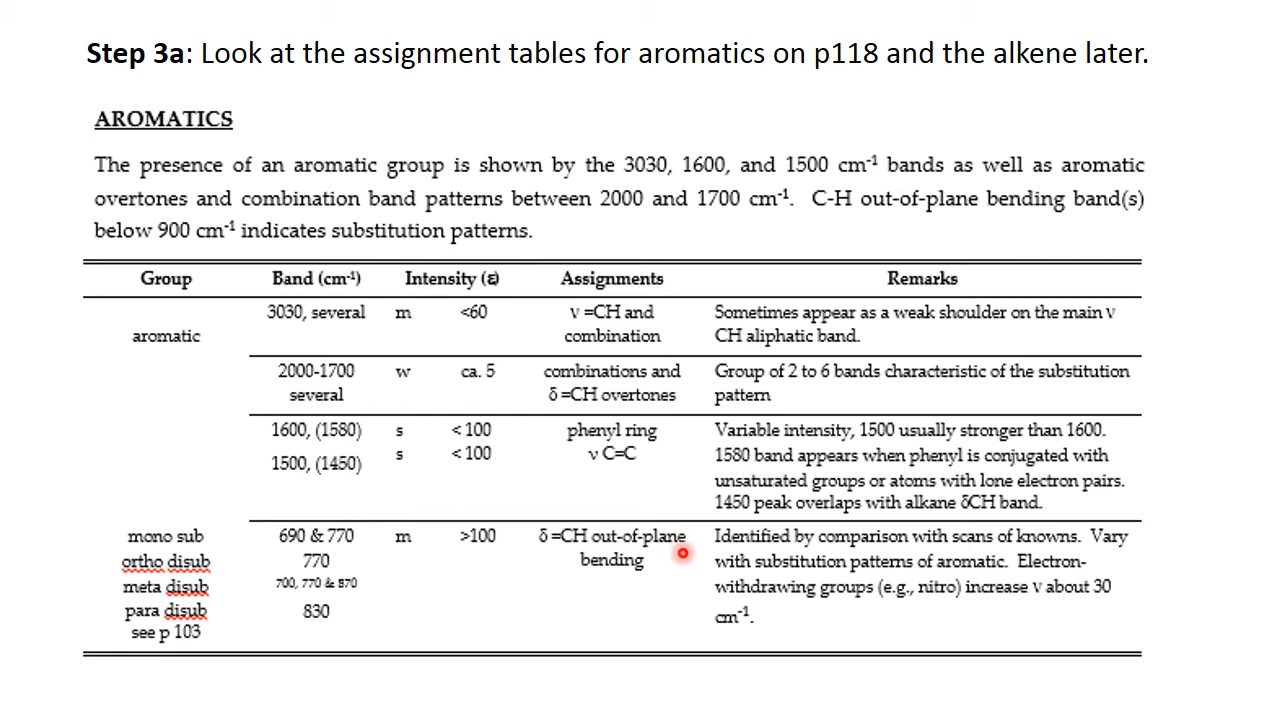 Step 3a: Look at the assignment tables for aromatics on p118 and the alkene later.
AROMATICS
The presence of an aromatic group is shown by the 3030, 1600, and 1500 cm⁻¹ bands as well as aromatic
overtones and combination band patterns between 2000 and 1700 cm⁻¹. C-H out-of-plane bending band(s)
below 900 cm⁻¹ indicates substitution patterns.
Group Band (cm⁻¹) Intensity (ε) Assignments Remarks
3030, several m <60 ν =CH and Sometimes appear as a weak shoulder on the main ν
aromatic combination CH aliphatic band.
2000-1700 w ca. 5 combinations and Group of 2 to 6 bands characteristic of the substitution
several δ =CH overtones pattern
1600, (1580) s < 100 phenyl ring Variable intensity, 1500 usually stronger than 1600.
1500, (1450) s < 100 ν C=C 1580 band appears when phenyl is conjugated with
unsaturated groups or atoms with lone electron pairs.
1450 peak overlaps with alkane δCH band.
mono sub 690 & 770 m >100 δ =CH out-of-plane Identified by comparison with scans of knowns. Vary
ortho disub 770 bending with substitution patterns of aromatic. Electron-
meta disub 700, 770 & 870 withdrawing groups (e.g., nitro) increase ν about 30
para disub 830 cm⁻¹.
see p 103